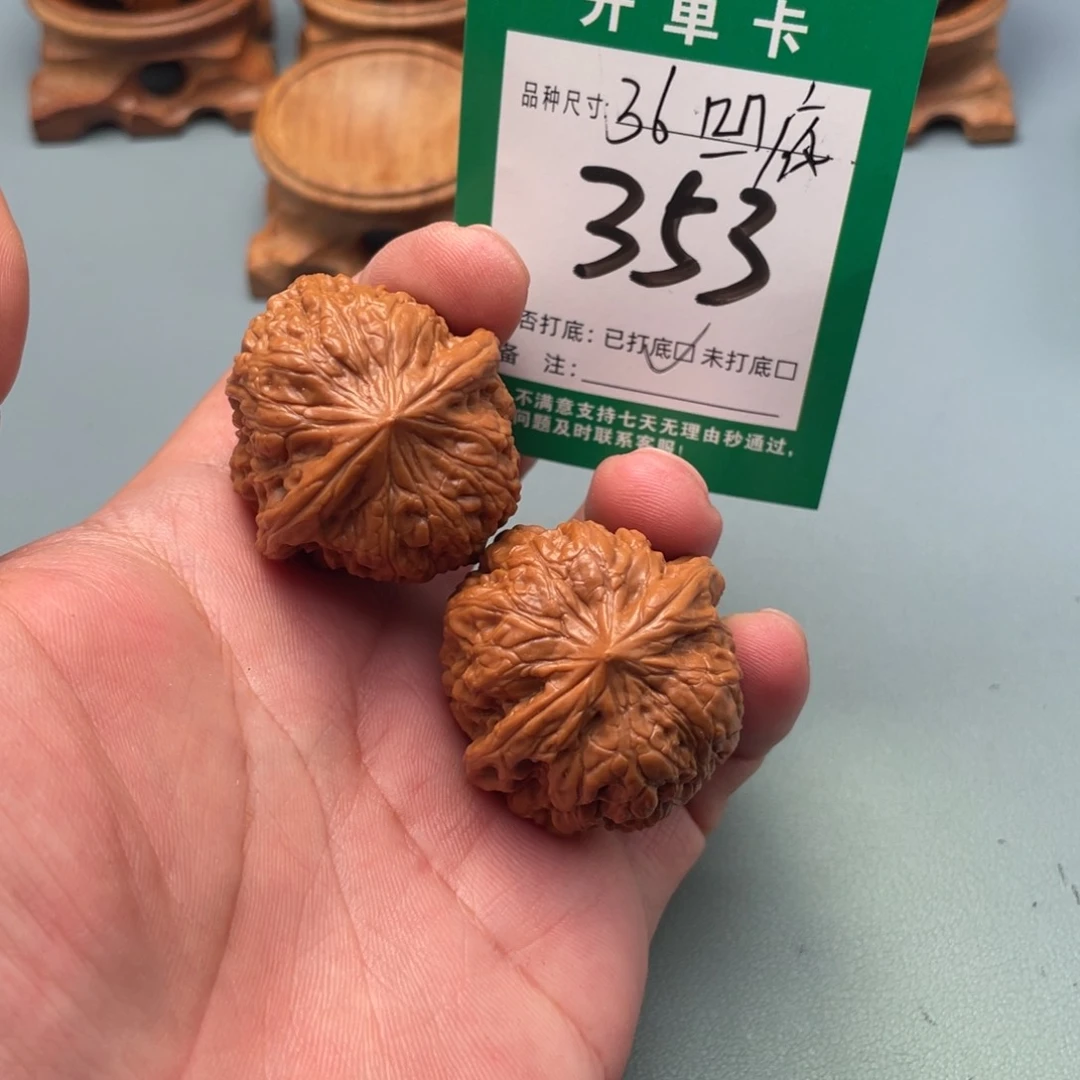 开单卡
品种尺寸: 36 凹底
353
否打底: 已打底☑ 未打底□
备 注:
不满意支持七天无理由秒通过,
问题及时联系客服!